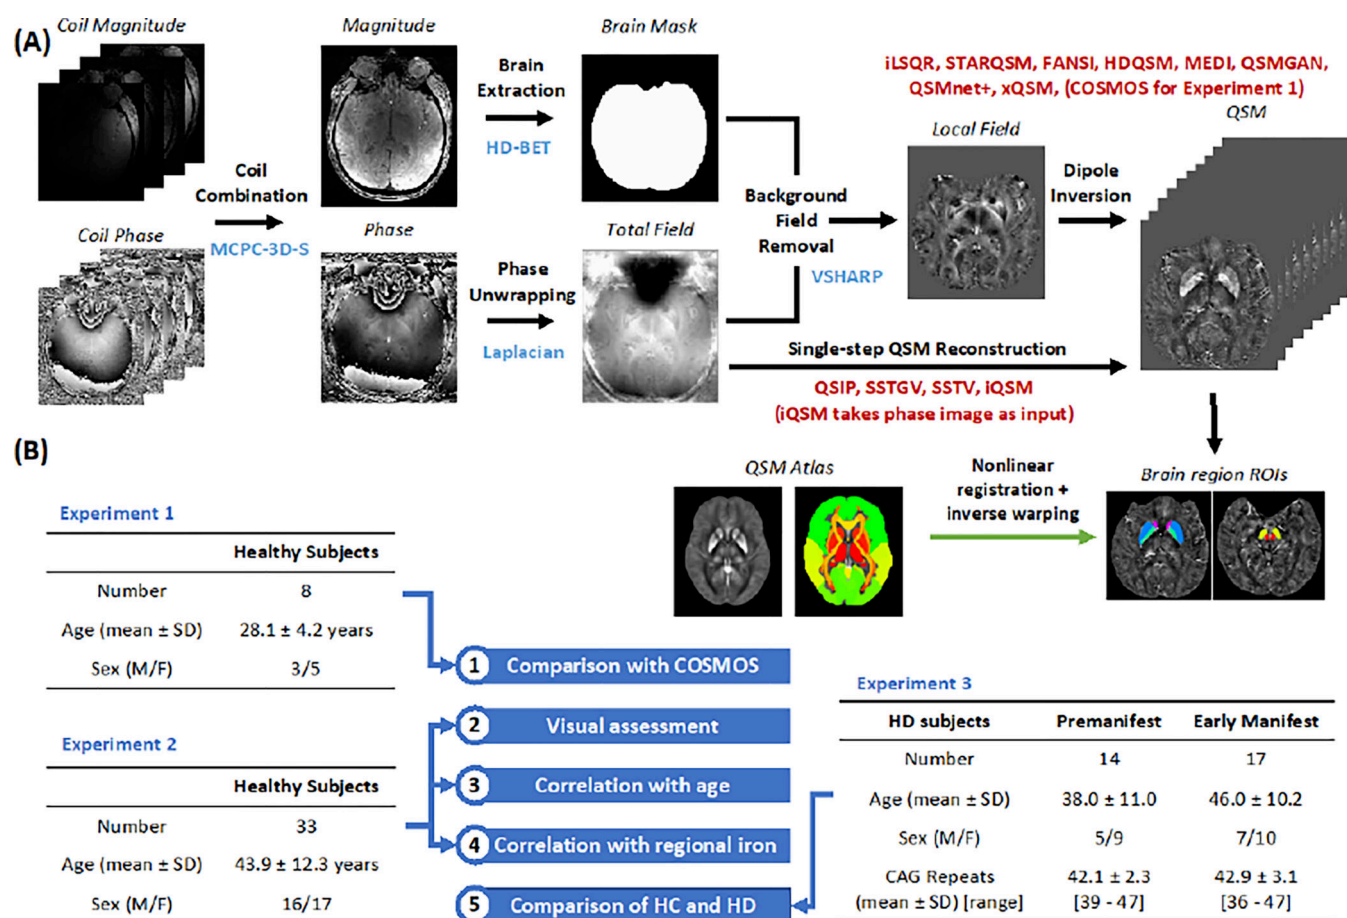 (A)
Coil Magnitude
Magnitude
Brain Mask
Brain
Extraction
HD-BET
iLSQR, STARQSM, FANSI, HDQSM, MEDI, QSMGAN,
QSMnet+, xQSM, (COSMOS for Experiment 1)
Local Field
QSM
Coil
Combination
MCPC-3D-S
Dipole
Inversion
Background
Field
Removal
VSHARP
Coil Phase
Phase
Total Field
Phase
Unwrapping
Laplacian
Single-step QSM Reconstruction
QSIP, SSTGV, SSTV, iQSM
(iQSM takes phase image as input)
(B)
QSM Atlas
Nonlinear
registration +
inverse warping
Brain region ROIs
Experiment 1
Healthy Subjects
Number 8
Age (mean ± SD) 28.1 ± 4.2 years
Sex (M/F) 3/5
Experiment 2
Healthy Subjects
Number 33
Age (mean ± SD) 43.9 ± 12.3 years
Sex (M/F) 16/17
1 Comparison with COSMOS
2 Visual assessment
3 Correlation with age
4 Correlation with regional iron
5 Comparison of HC and HD
Experiment 3
HD subjects Premanifest Early Manifest
Number 14 17
Age (mean ± SD) 38.0 ± 11.0 46.0 ± 10.2
Sex (M/F) 5/9 7/10
CAG Repeats 42.1 ± 2.3 42.9 ± 3.1
(mean ± SD) [range] [39 - 47] [36 - 47]